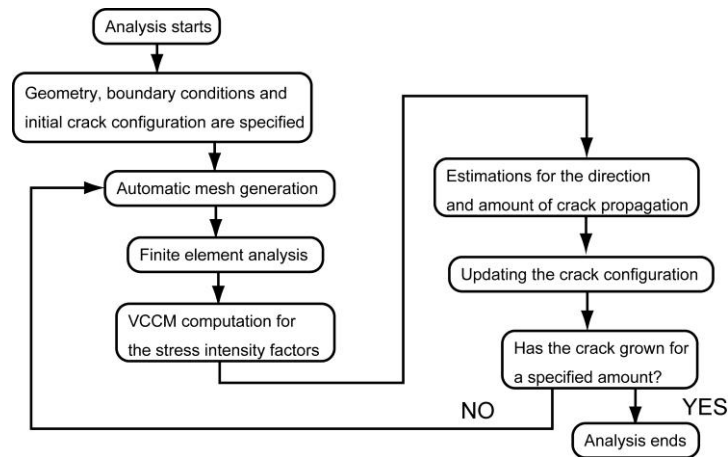 Analysis starts
Geometry, boundary conditions and
initial crack configuration are specified
Automatic mesh generation
Finite element analysis
VCCM computation for
the stress intensity factors
Estimations for the direction
and amount of crack propagation
Updating the crack configuration
Has the crack grown for
a specified amount?
NO
YES
Analysis ends